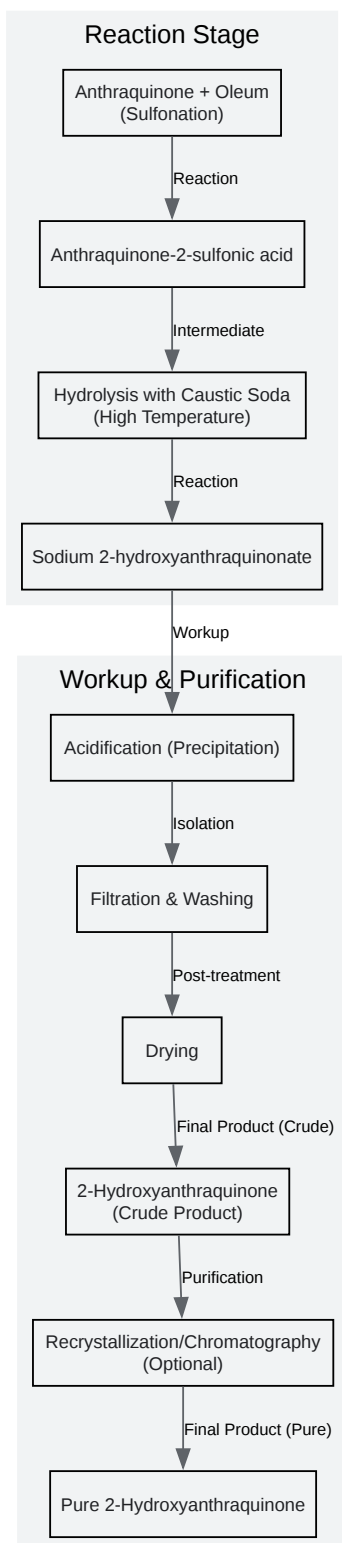 Reaction Stage
Anthraquinone + Oleum
(Sulfonation)
Reaction
Anthraquinone-2-sulfonic acid
Intermediate
Hydrolysis with Caustic Soda
(High Temperature)
Reaction
Sodium 2-hydroxyanthraquinonate
Workup
Workup & Purification
Acidification (Precipitation)
Isolation
Filtration & Washing
Post-treatment
Drying
Final Product (Crude)
2-Hydroxyanthraquinone
(Crude Product)
Purification
Recrystallization/Chromatography
(Optional)
Final Product (Pure)
Pure 2-Hydroxyanthraquinone